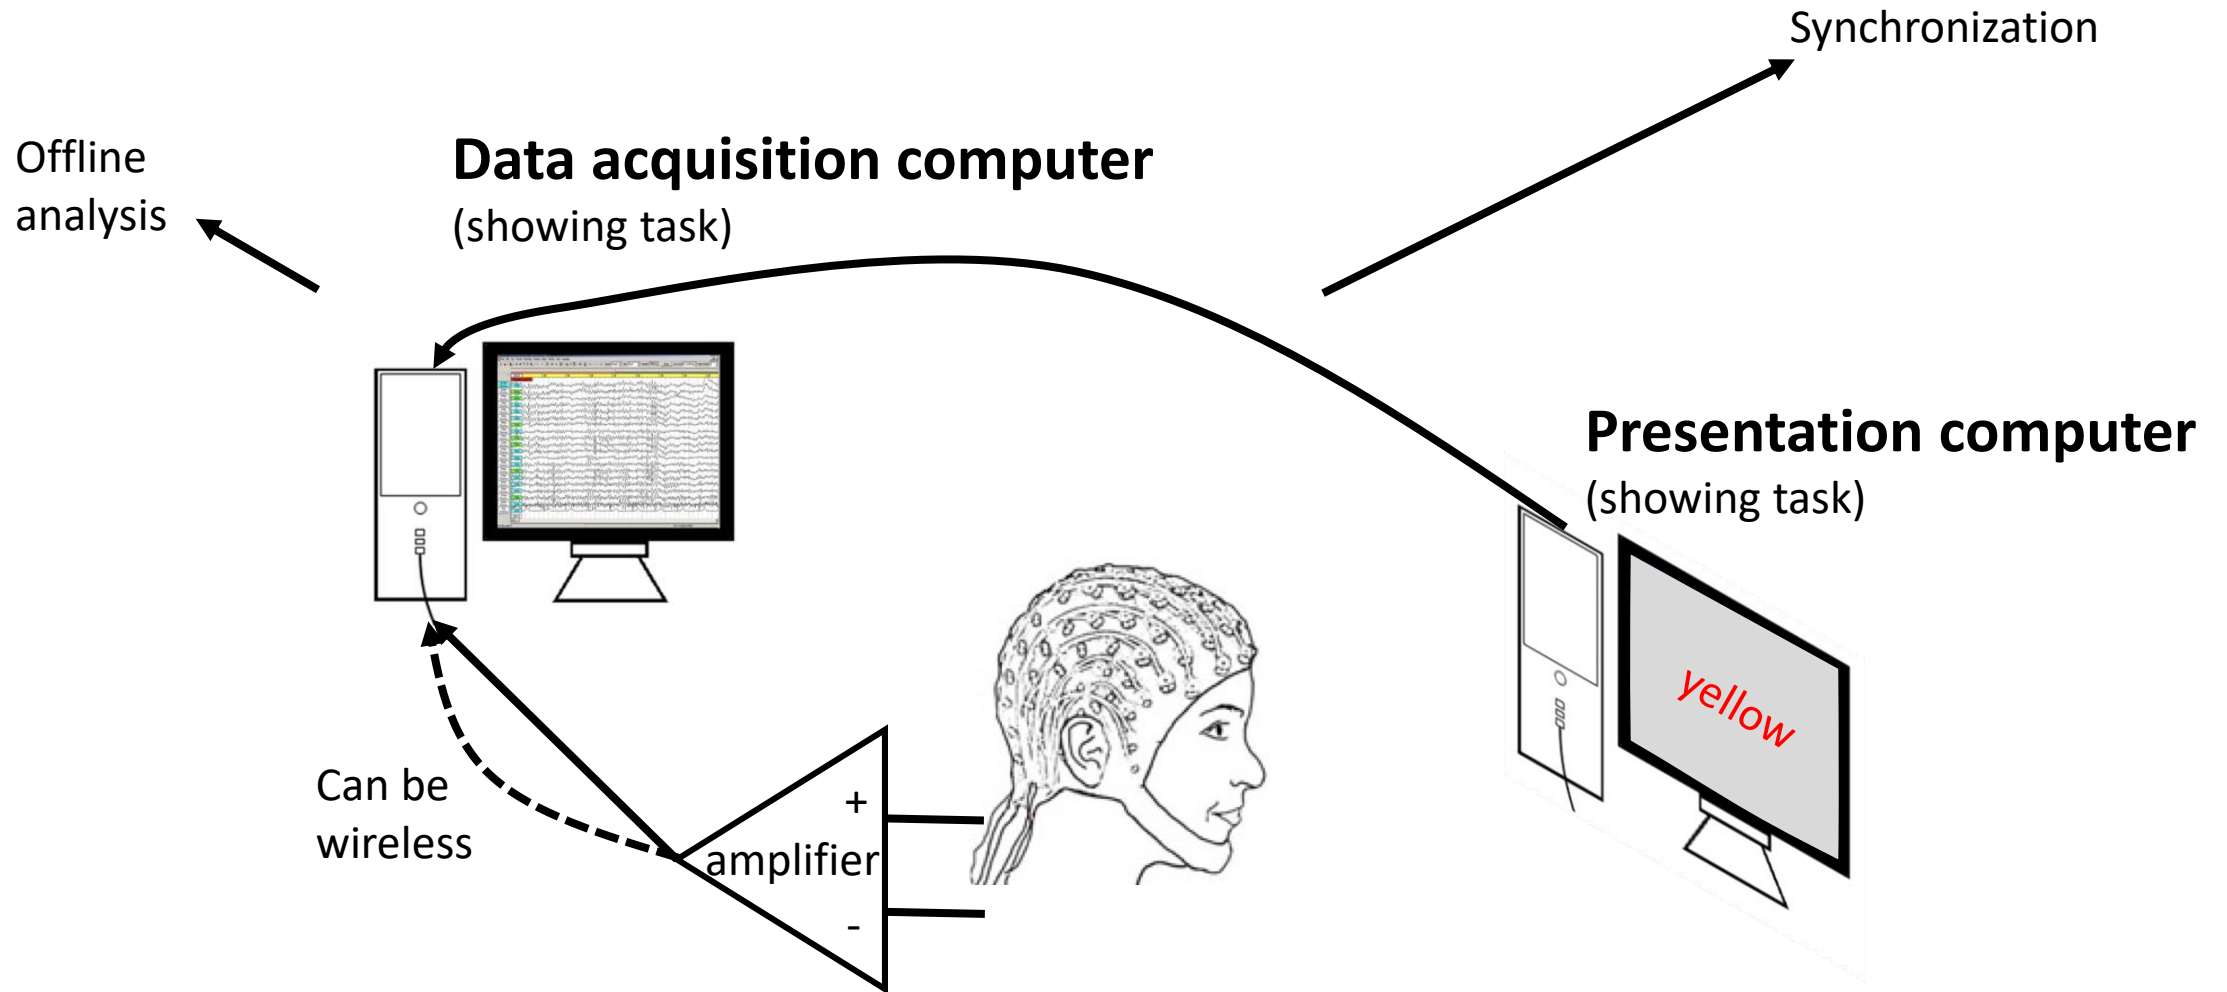 Synchronization
Offline
analysis
Data acquisition computer
(showing task)
Presentation computer
(showing task)
yellow
Can be
wireless
+
amplifier
-